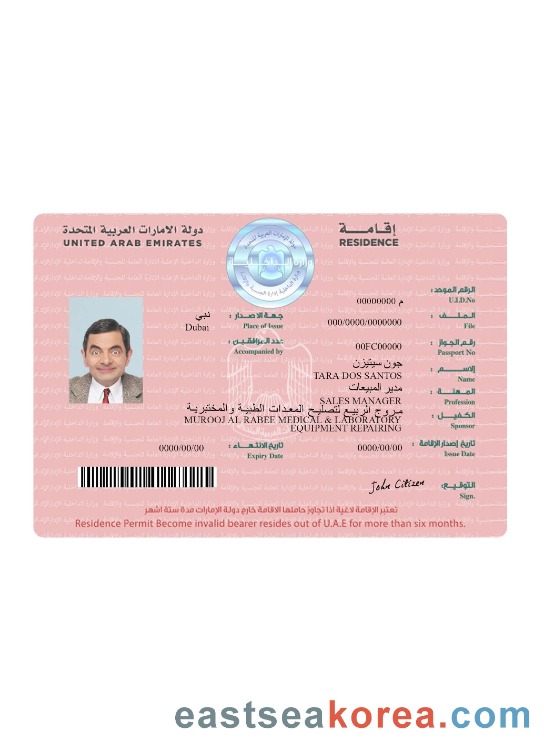 دولة الامارات العربية المتحدة
UNITED ARAB EMIRATES
إقامة
RESIDENCE
الرقم الموحد :
U.I.D.No
م 00000000
الملف :
File
000/0000/0000000
جهة الاصدار :
Place of Issue
دبي
Dubai
رقم الجواز :
Passport No
00FC00000
عدد المرافقين :
Accompanied by
الاسم :
Name
جون سيتيزن
TARA DOS SANTOS
المهنة :
Profession
مدير المبيعات
SALES MANAGER
الكفيل :
Sponsor
مروج الربيع لتصليح المعدات الطبية والمختبرية
MUROOJ AL RABEE MEDICAL & LABORATORY
EQUIPMENT REPAIRING
تاريخ إصدار الإقامة :
Issue Date
0000/00/00
تاريخ الانتهاء :
Expiry Date
0000/00/00
التوقيع:
Sign.
John Citizen
تعتبر الإقامة لاغية اذا تجاوز حاملها الاقامة خارج دولة الإمارات مدة ستة اشهر
Residence Permit Become invalid bearer resides out of U.A.E for more than six months.
eastseakorea.com